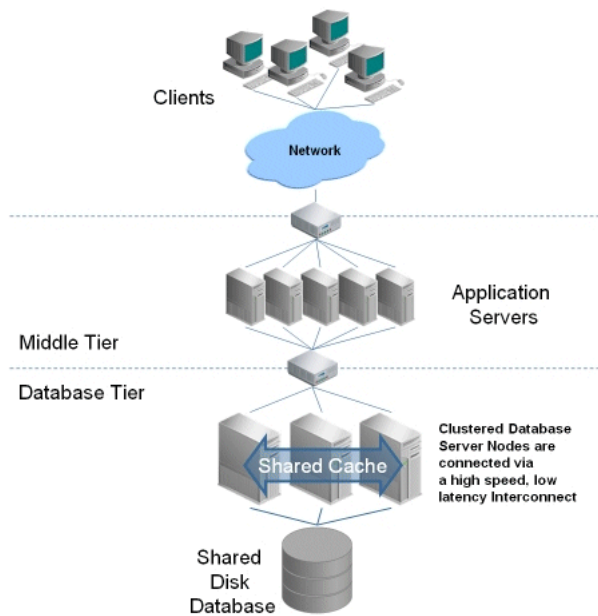 Clients
Network
Application
Servers
Middle Tier
Database Tier
Clustered Database
Server Nodes are
connected via
a high speed, low
latency Interconnect
Shared Cache
Shared
Disk
Database